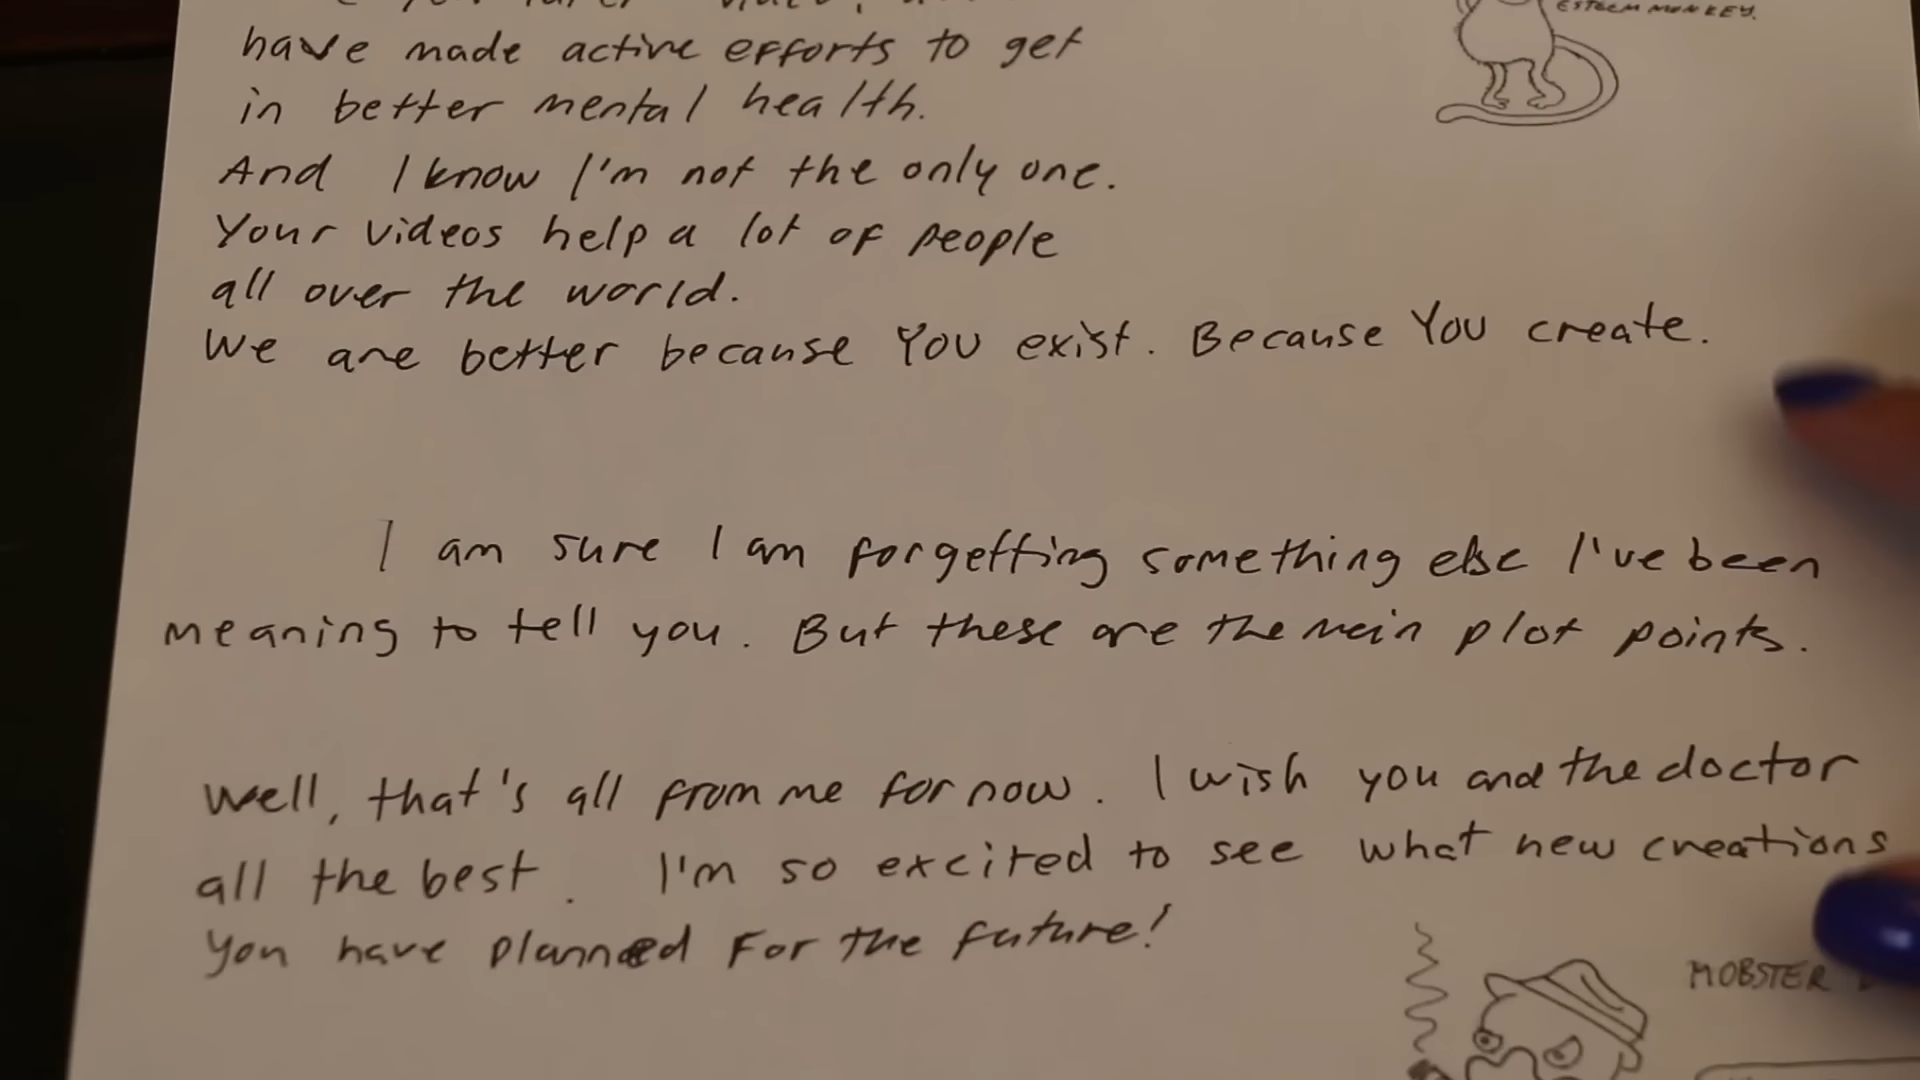 ESTEEM MONKEY.
have made active efforts to get
in better mental health.
And I know I'm not the only one.
Your videos help a lot of people
all over the world.
We are better because You exist. Because You create.
I am sure I am forgetting something else I've been
meaning to tell you. But these are the main plot points.
Well, that's all from me for now. I wish you and the doctor
all the best. I'm so excited to see what new creations
you have planned for the future!
MOBSTER